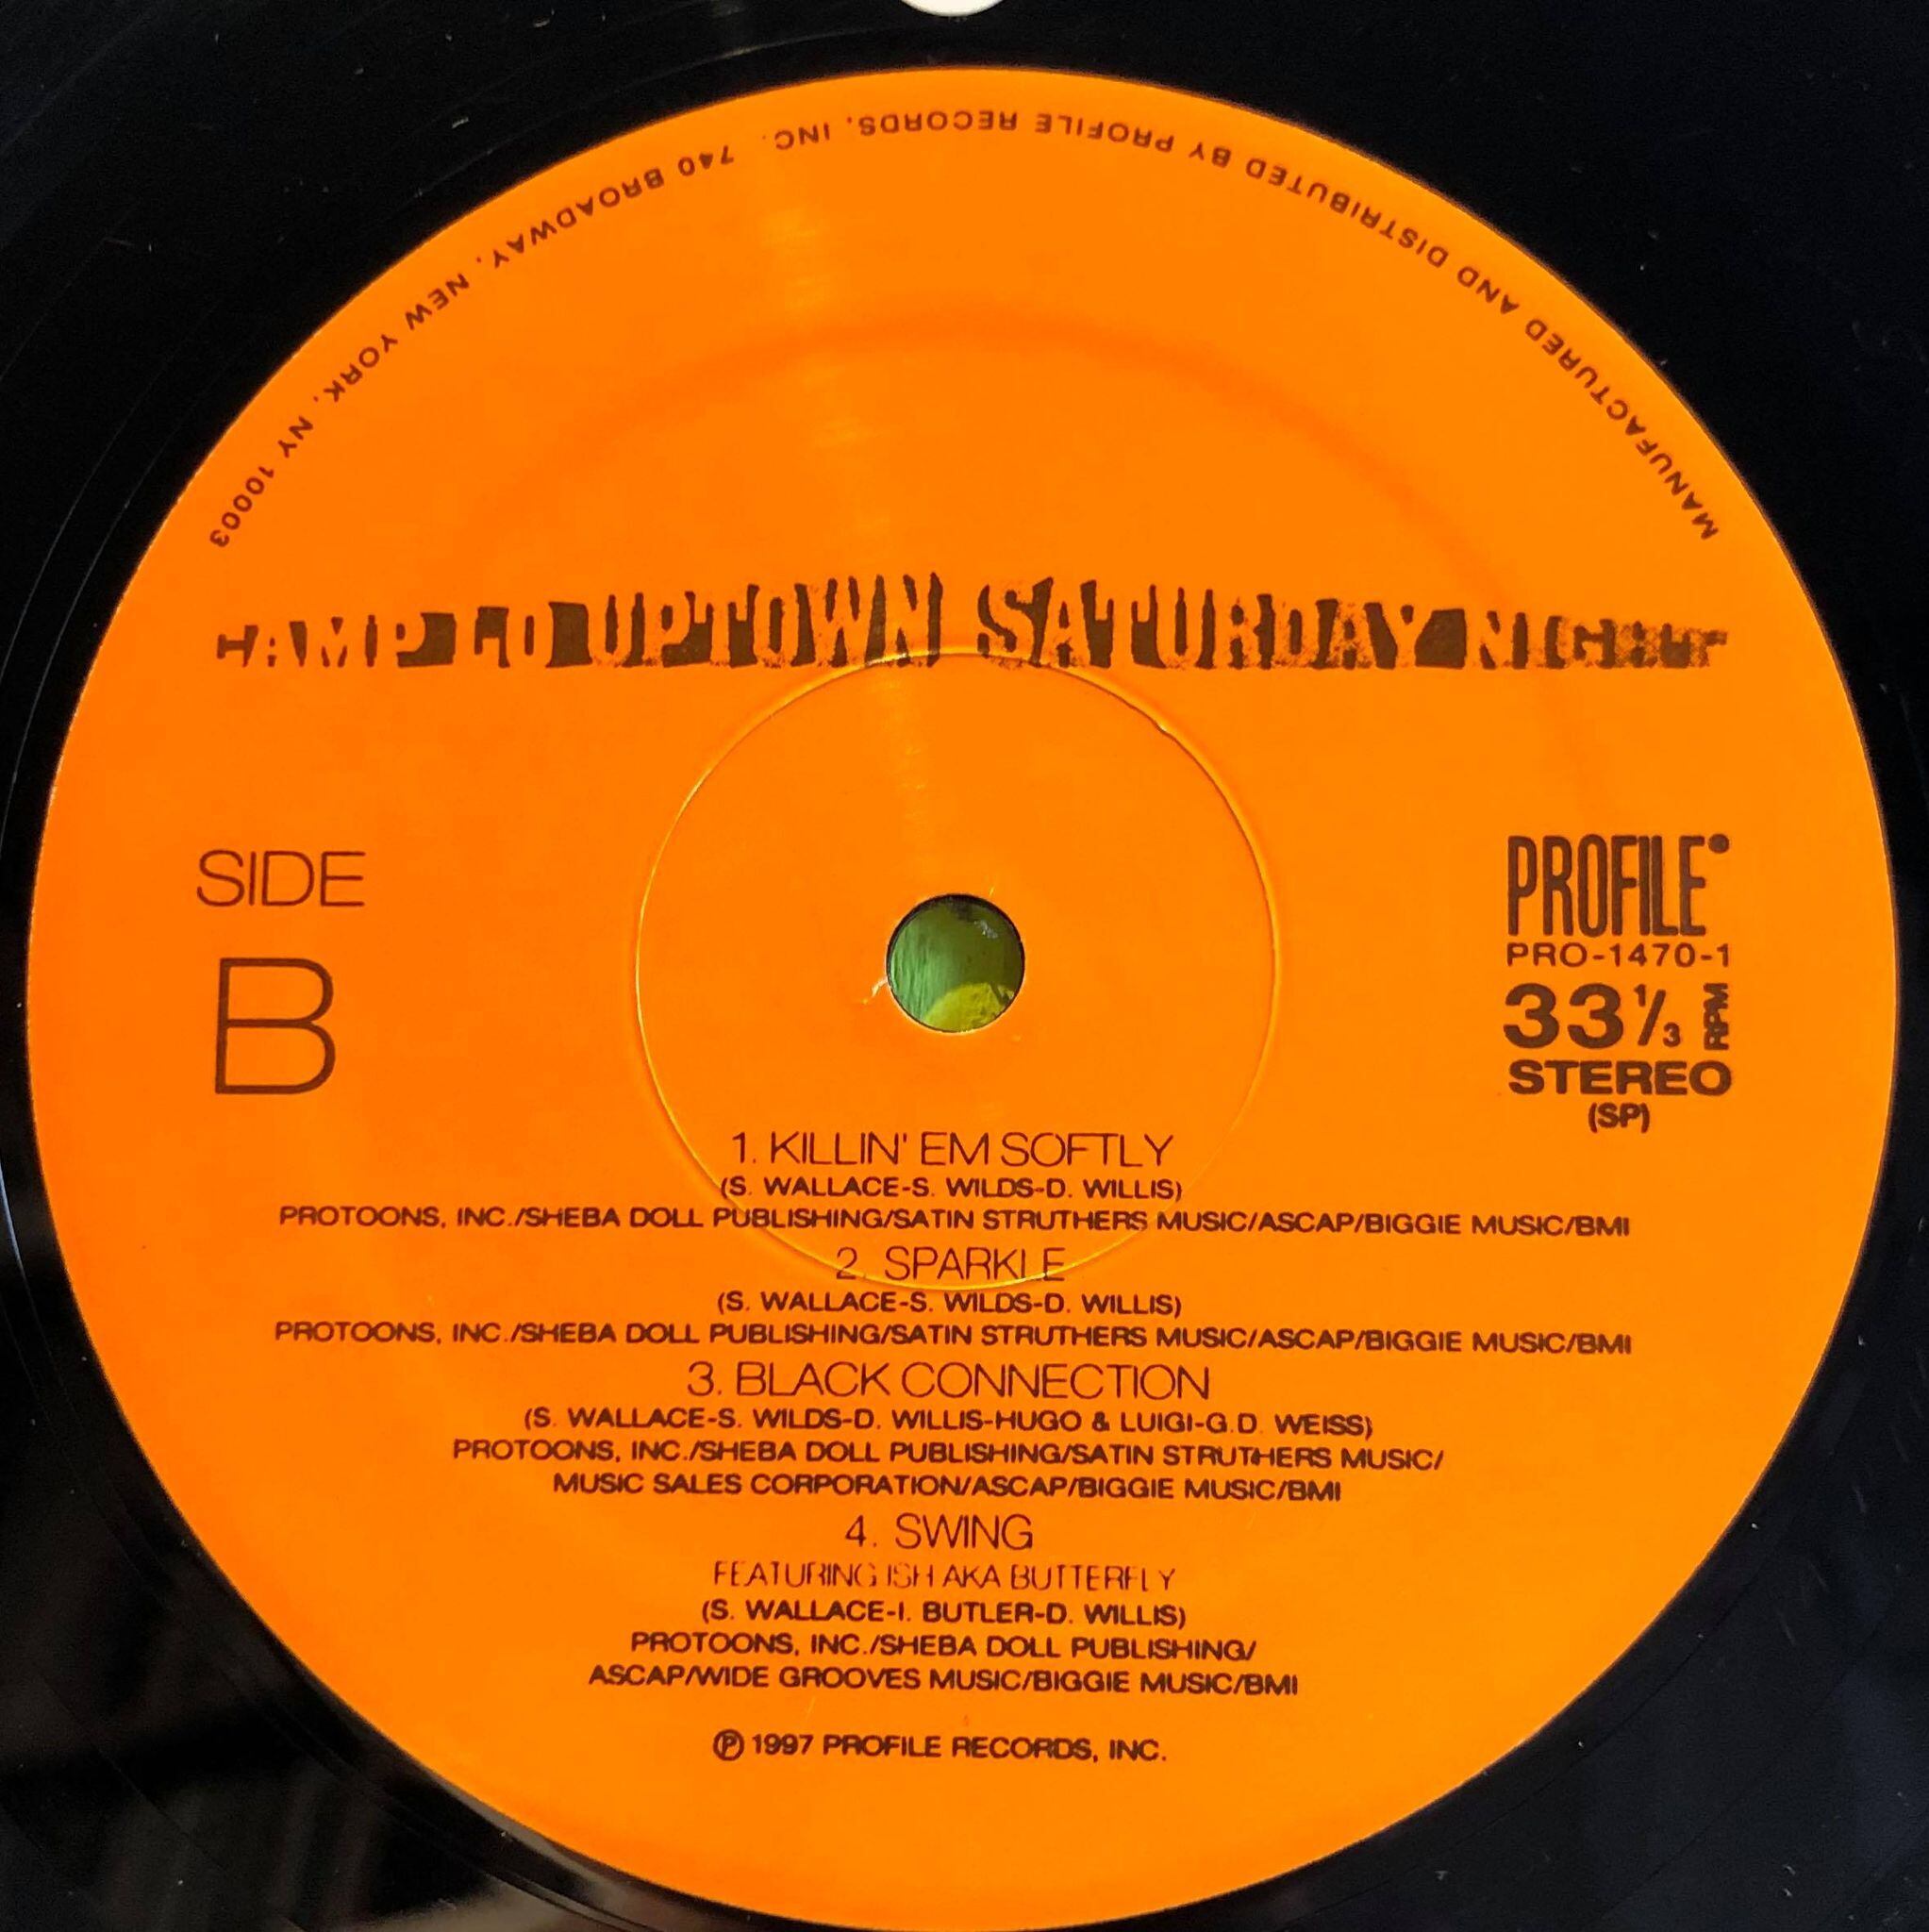 MANUFACTURED AND DISTRIBUTED BY PROFILE RECORDS, INC. 740 BROADWAY, NEW YORK, NY 10003
CAMP LO UPTOWN SATURDAY NIGHT
SIDE
B
PROFILE
PRO-1470-1
33 1/3 RPM
STEREO
(SP)
1. KILLIN' EM SOFTLY
(S. WALLACE-S. WILDS-D. WILLIS)
PROTOONS, INC./SHEBA DOLL PUBLISHING/SATIN STRUTHERS MUSIC/ASCAP/BIGGIE MUSIC/BMI
2. SPARKLE
(S. WALLACE-S. WILDS-D. WILLIS)
PROTOONS, INC./SHEBA DOLL PUBLISHING/SATIN STRUTHERS MUSIC/ASCAP/BIGGIE MUSIC/BMI
3. BLACK CONNECTION
(S. WALLACE-S. WILDS-D. WILLIS-HUGO & LUIGI-G.D. WEISS)
PROTOONS, INC./SHEBA DOLL PUBLISHING/SATIN STRUTHERS MUSIC/
MUSIC SALES CORPORATION/ASCAP/BIGGIE MUSIC/BMI
4. SWING
FEATURING ISH AKA BUTTERFLY
(S. WALLACE-I. BUTLER-D. WILLIS)
PROTOONS, INC./SHEBA DOLL PUBLISHING/
ASCAP/WIDE GROOVES MUSIC/BIGGIE MUSIC/BMI
℗ 1997 PROFILE RECORDS, INC.